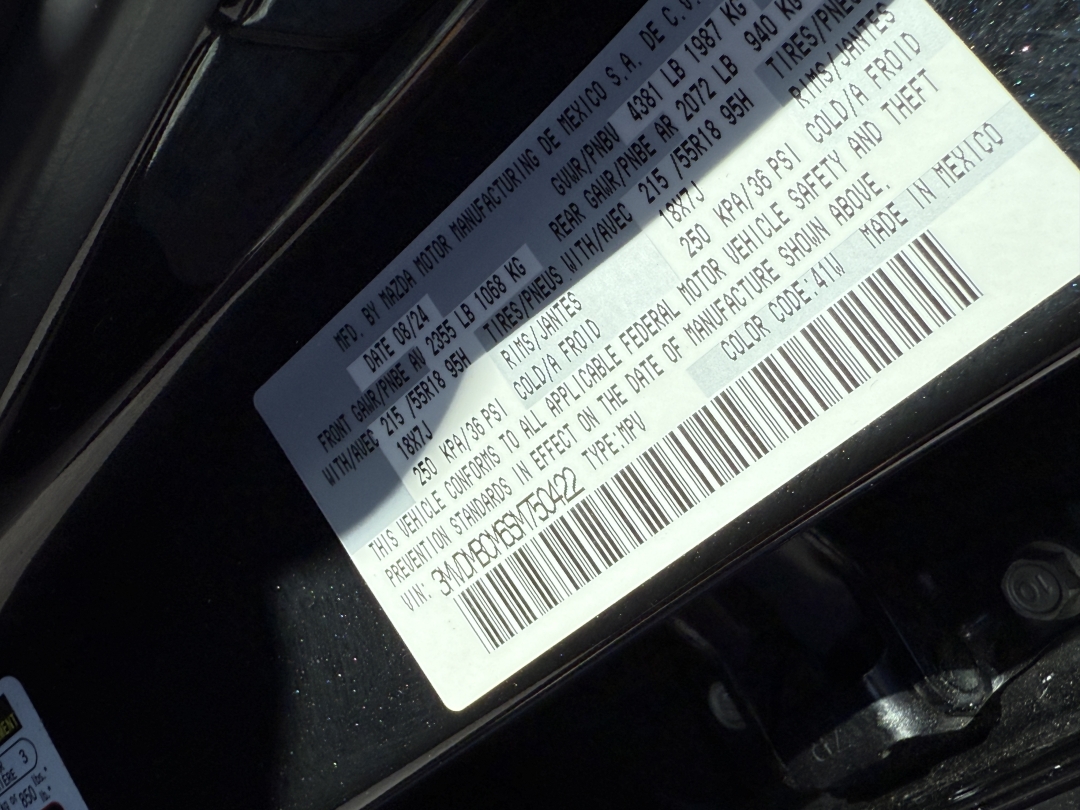 MFD. BY MAZDA MOTOR MANUFACTURING DE MEXICO S.A. DE C.V.
DATE 08/24 GVWR/PNBV 4381 LB 1987 KG
FRONT GAWR/PNBE AV 2355 LB 1068 KG REAR GAWR/PNBE AR 2072 LB 940 KG
WITH/AVEC 215 /55R18 95H TIRES/PNEUS WITH/AVEC 215 /55R18 95H TIRES/PNEUS
18X7J RIMS/JANTES 18X7J RIMS/JANTES
250 KPA/36 PSI COLD/A FROID 250 KPA/36 PSI COLD/A FROID
THIS VEHICLE CONFORMS TO ALL APPLICABLE FEDERAL MOTOR VEHICLE SAFETY AND THEFT
PREVENTION STANDARDS IN EFFECT ON THE DATE OF MANUFACTURE SHOWN ABOVE.
VIN: 3MVDMBCM6SM750422 TYPE:MPV COLOR CODE:41W MADE IN MEXICO
3
850 lbs.*
lb.*
10